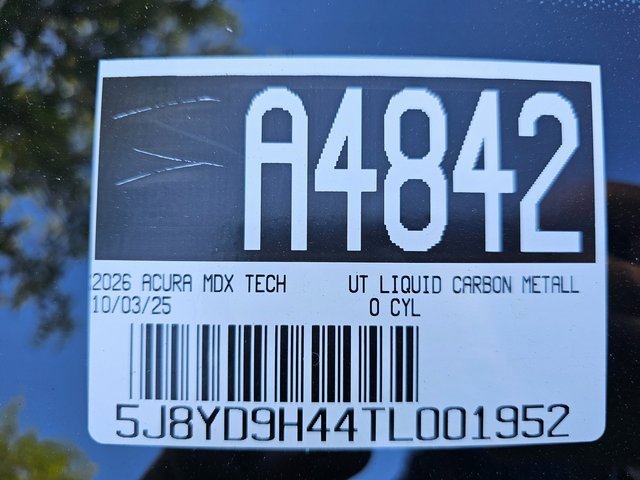 A4842
2026 ACURA MDX TECH UT LIQUID CARBON METALL
10/03/25 0 CYL
5J8YD9H44TL001952